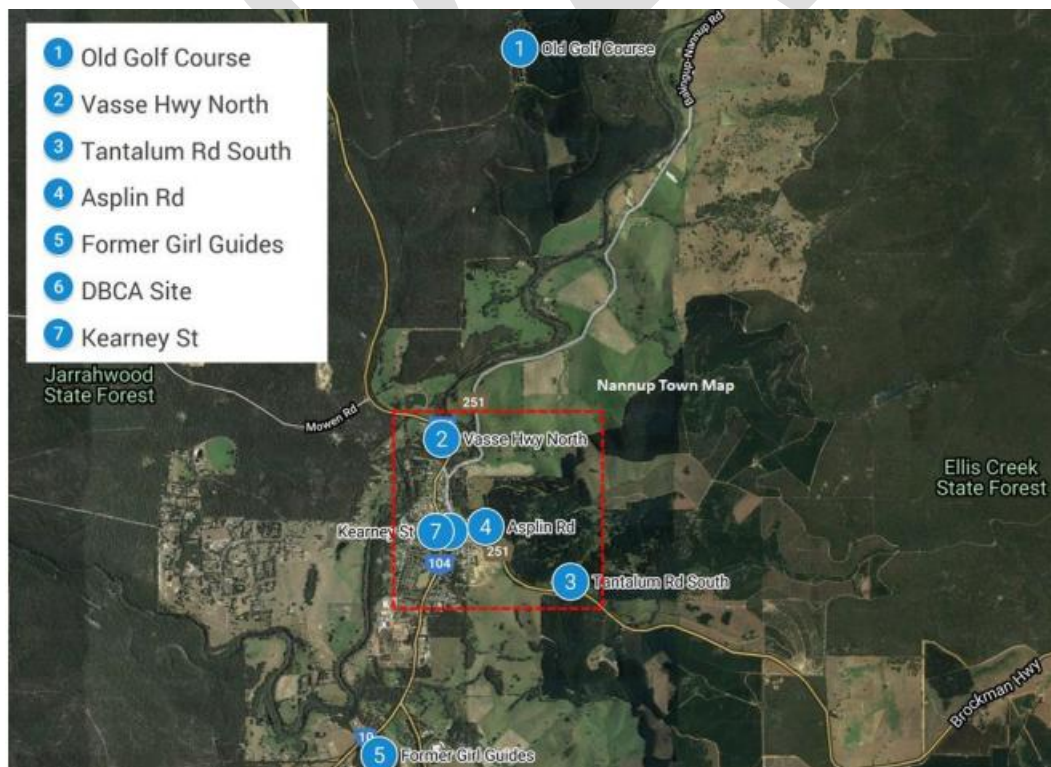 1 Old Golf Course
2 Vasse Hwy North
3 Tantalum Rd South
4 Asplin Rd
5 Former Girl Guides
6 DBCA Site
7 Kearney St
1 Old Golf Course
Balingup-Nannup Rd
Jarrahwood
State Forest
Mowen Rd
Nannup Town Map
251
2 Vasse Hwy North
Ellis Creek
State Forest
Kearney St 7
4 Asplin Rd
251
104
3 Tantalum Rd South
Brockman Hwy
10
5 Former Girl Guides